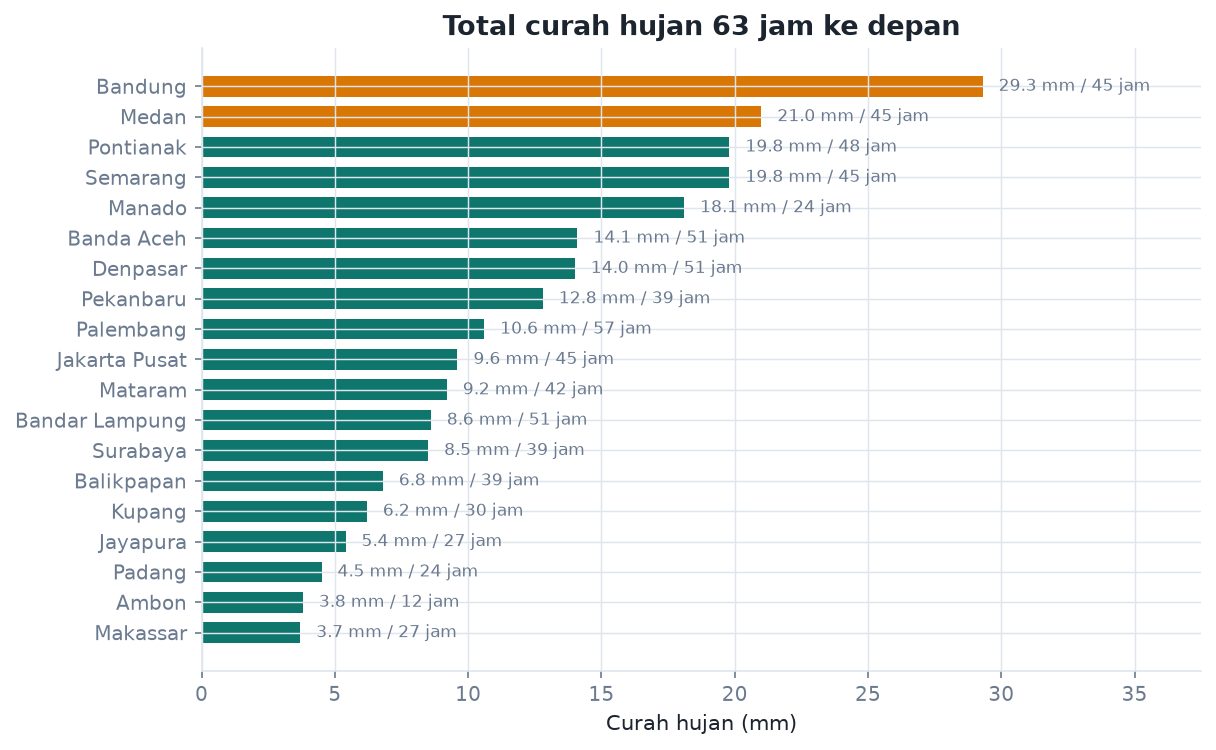 Total curah hujan 63 jam ke depan
Bandung 29.3 mm / 45 jam
Medan 21.0 mm / 45 jam
Pontianak 19.8 mm / 48 jam
Semarang 19.8 mm / 45 jam
Manado 18.1 mm / 24 jam
Banda Aceh 14.1 mm / 51 jam
Denpasar 14.0 mm / 51 jam
Pekanbaru 12.8 mm / 39 jam
Palembang 10.6 mm / 57 jam
Jakarta Pusat 9.6 mm / 45 jam
Mataram 9.2 mm / 42 jam
Bandar Lampung 8.6 mm / 51 jam
Surabaya 8.5 mm / 39 jam
Balikpapan 6.8 mm / 39 jam
Kupang 6.2 mm / 30 jam
Jayapura 5.4 mm / 27 jam
Padang 4.5 mm / 24 jam
Ambon 3.8 mm / 12 jam
Makassar 3.7 mm / 27 jam
0 5 10 15 20 25 30 35
Curah hujan (mm)